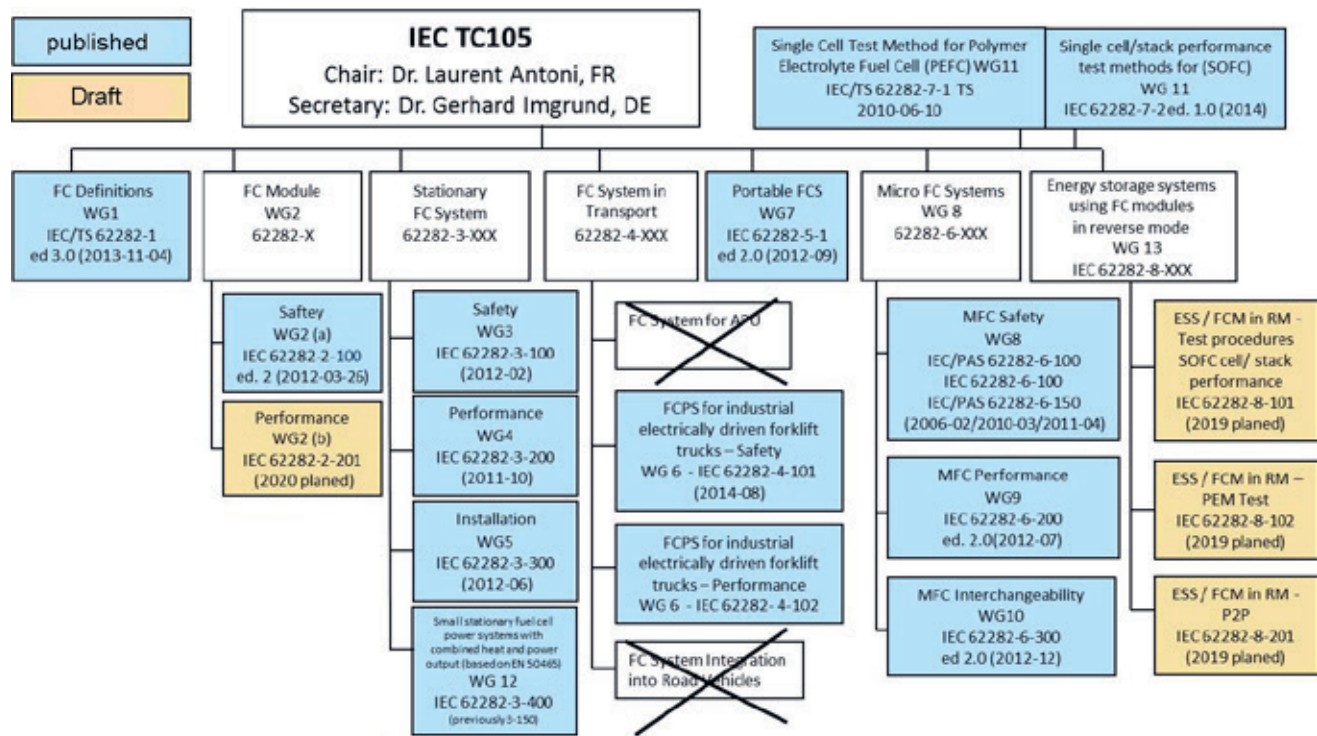 published
Draft
IEC TC105
Chair: Dr. Laurent Antoni, FR
Secretary: Dr. Gerhard Imgrund, DE
Single Cell Test Method for Polymer
Electrolyte Fuel Cell (PEFC) WG11
IEC/TS 62282-7-1 TS
2010-06-10
Single cell/stack performance
test methods for (SOFC)
WG 11
IEC 62282-7-2 ed. 1.0 (2014)
FC Definitions
WG1
IEC/TS 62282-1
ed 3.0 (2013-11-04)
FC Module
WG2
62282-X
Stationary
FC System
62282-3-XXX
FC System in
Transport
62282-4-XXX
Portable FCS
WG7
IEC 62282-5-1
ed 2.0 (2012-09)
Micro FC Systems
WG 8
62282-6-XXX
Energy storage systems
using FC modules
in reverse mode
WG 13
IEC 62282-8-XXX
Saftey
WG2 (a)
IEC 62282-2-100
ed. 2 (2012-03-26)
Performance
WG2 (b)
IEC 62282-2-201
(2020 planed)
Safety
WG3
IEC 62282-3-100
(2012-02)
Performance
WG4
IEC 62282-3-200
(2011-10)
Installation
WG5
IEC 62282-3-300
(2012-06)
Small stationary fuel cell
power systems with
combined heat and power
output (based on EN 50465)
WG 12
IEC 62282-3-400
(previously 3-150)
FC System for APU
FCPS for industrial
electrically driven forklift
trucks – Safety
WG 6 - IEC 62282-4-101
(2014-08)
FCPS for industrial
electrically driven forklift
trucks – Performance
WG 6 - IEC 62282- 4-102
FC System Integration
into Road Vehicles
MFC Safety
WG8
IEC/PAS 62282-6-100
IEC 62282-6-100
IEC/PAS 62282-6-150
(2006-02/2010-03/2011-04)
MFC Performance
WG9
IEC 62282-6-200
ed. 2.0(2012-07)
MFC Interchangeability
WG10
IEC 62282-6-300
ed 2.0 (2012-12)
ESS / FCM in RM -
Test procedures
SOFC cell/ stack
performance
IEC 62282-8-101
(2019 planed)
ESS / FCM in RM –
PEM Test
IEC 62282-8-102
(2019 planed)
ESS / FCM in RM -
P2P
IEC 62282-8-201
(2019 planed)